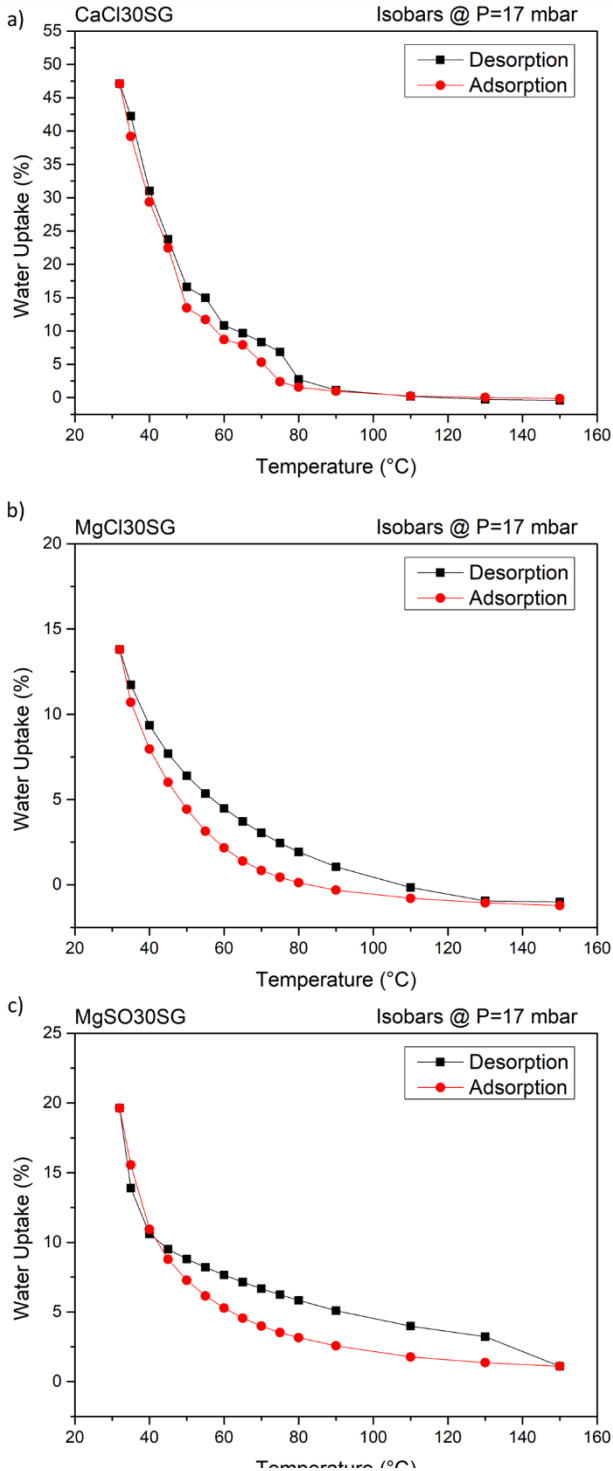 a)
CaCl30SG Isobars @ P=17 mbar
Desorption
Adsorption
55
50
45
40
35
30
25
20
15
10
5
0
Water Uptake (%)
20 40 60 80 100 120 140 160
Temperature (°C)
b)
MgCl30SG Isobars @ P=17 mbar
Desorption
Adsorption
20
15
10
5
0
Water Uptake (%)
20 40 60 80 100 120 140 160
Temperature (°C)
c)
MgSO30SG Isobars @ P=17 mbar
Desorption
Adsorption
25
20
15
10
5
0
Water Uptake (%)
20 40 60 80 100 120 140 160
Temperature (°C)